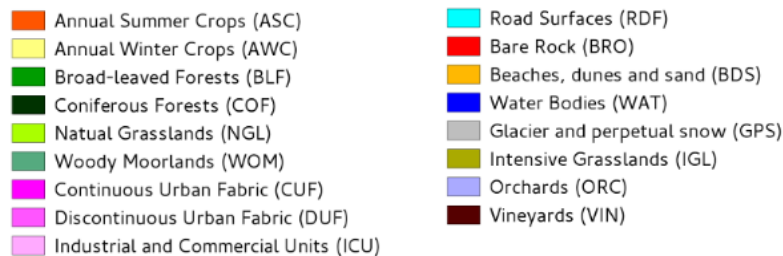 Annual Summer Crops (ASC)
Annual Winter Crops (AWC)
Broad-leaved Forests (BLF)
Coniferous Forests (COF)
Natual Grasslands (NGL)
Woody Moorlands (WOM)
Continuous Urban Fabric (CUF)
Discontinuous Urban Fabric (DUF)
Industrial and Commercial Units (ICU)
Road Surfaces (RDF)
Bare Rock (BRO)
Beaches, dunes and sand (BDS)
Water Bodies (WAT)
Glacier and perpetual snow (GPS)
Intensive Grasslands (IGL)
Orchards (ORC)
Vineyards (VIN)